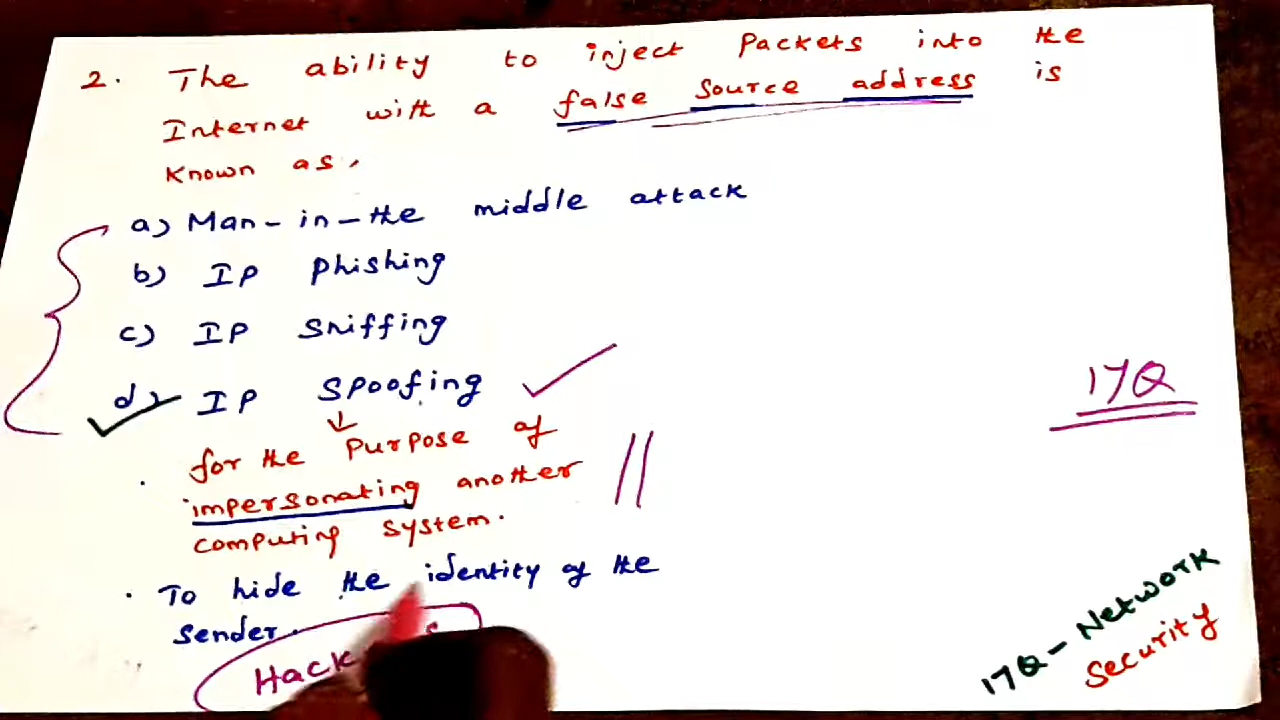 2. The ability to inject Packets into the
Internet with a false source address is
known as,
a) Man-in-the middle attack
b) IP Phishing
c) IP Sniffing
d) IP Spoofing
for the Purpose of
impersonating another
computing system.
To hide the identity of the
sender.
17Q
17Q - Network
Security